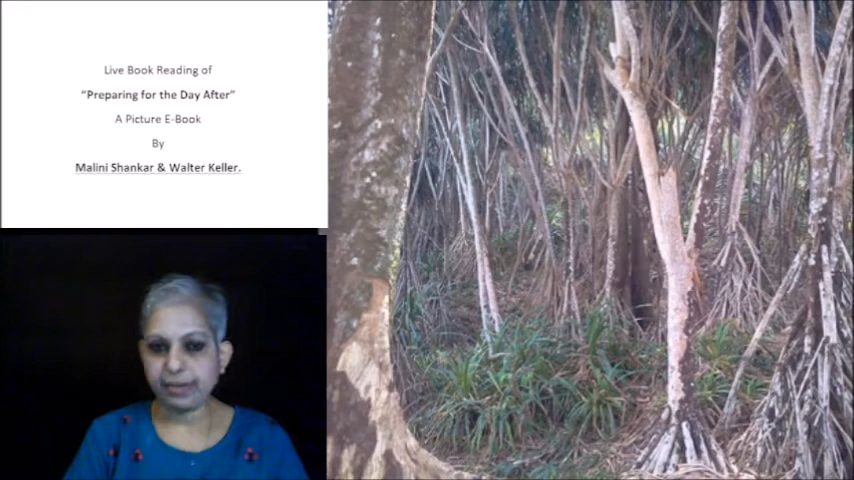 Live Book Reading of
“Preparing for the Day After”
A Picture E-Book
By
Malini Shankar & Walter Keller.